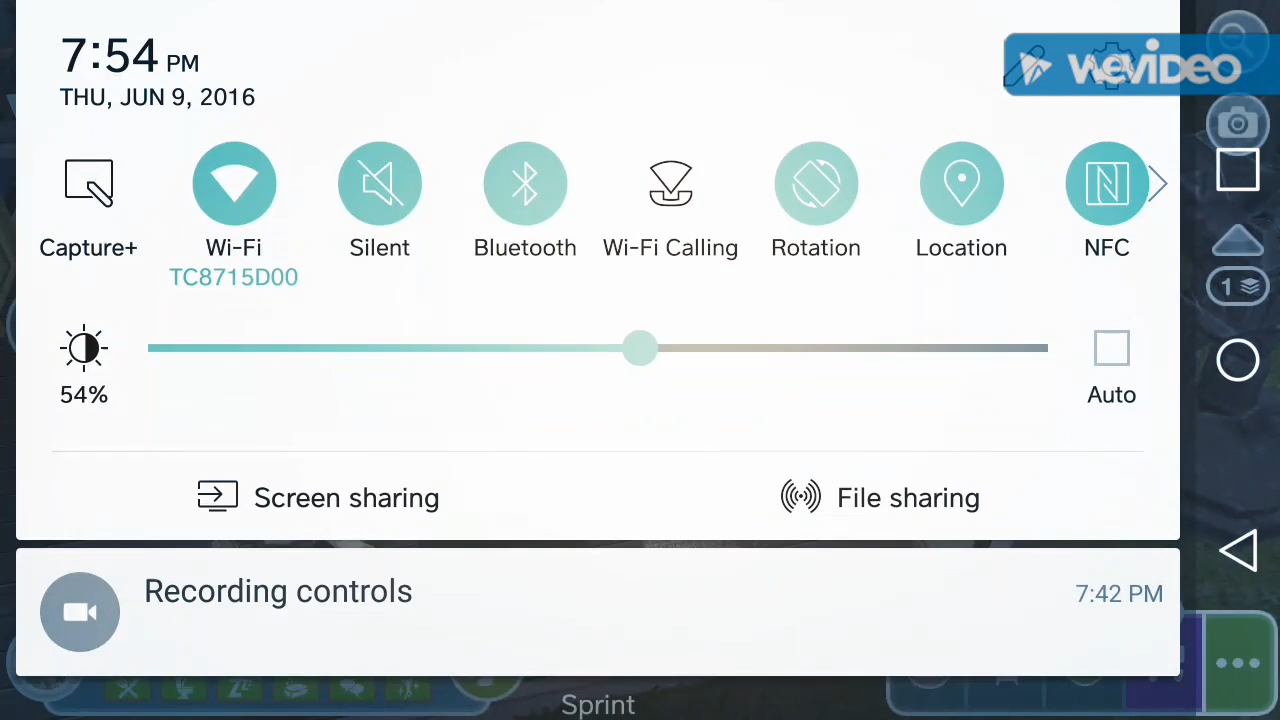 7:54 PM
THU, JUN 9, 2016
WeVideo
Capture+
Wi-Fi
TC8715D00
Silent
Bluetooth
Wi-Fi Calling
Rotation
Location
NFC
1
54%
Auto
Screen sharing
File sharing
Recording controls
7:42 PM
Sprint